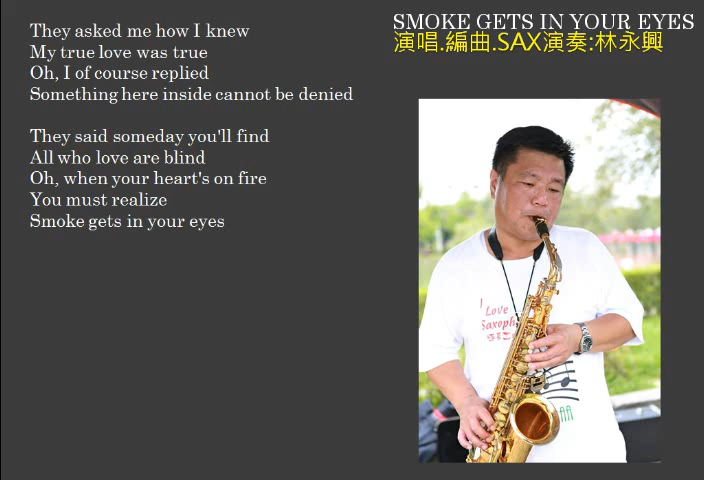 SMOKE GETS IN YOUR EYES
演唱.編曲.SAX演奏:林永興
They asked me how I knew
My true love was true
Oh, I of course replied
Something here inside cannot be denied
They said someday you'll find
All who love are blind
Oh, when your heart's on fire
You must realize
Smoke gets in your eyes
I Love
Saxoph
AA